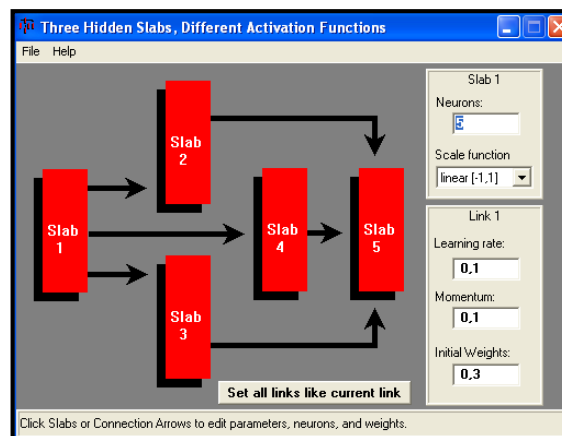 Three Hidden Slabs, Different Activation Functions
File Help
Slab
1
Slab
2
Slab
3
Slab
4
Slab
5
Slab 1
Neurons:
5
Scale function
linear [-1,1]
Link 1
Learning rate:
0,1
Momentum:
0,1
Initial Weights:
0,3
Set all links like current link
Click Slabs or Connection Arrows to edit parameters, neurons, and weights.